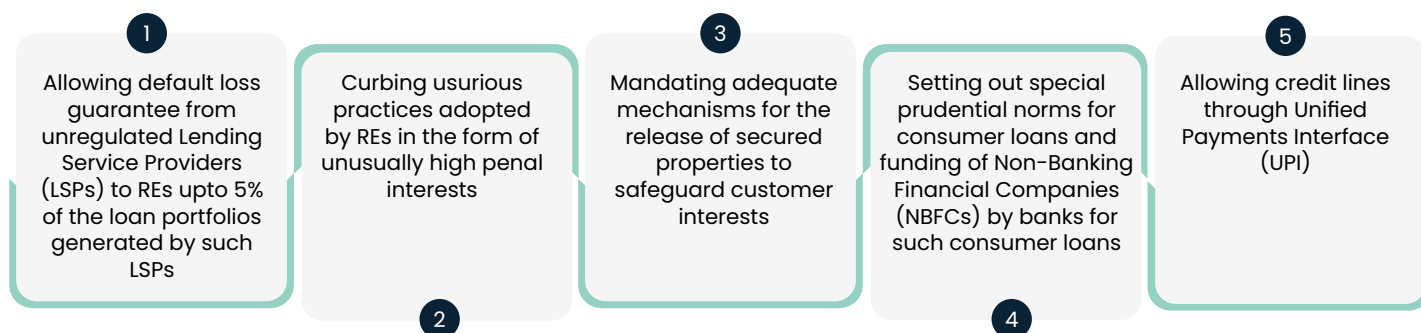 1
Allowing default loss
guarantee from
unregulated Lending
Service Providers
(LSPs) to REs upto 5%
of the loan portfolios
generated by such
LSPs
Curbing usurious
practices adopted
by REs in the form of
unusually high penal
interests
2
3
Mandating adequate
mechanisms for the
release of secured
properties to
safeguard customer
interests
Setting out special
prudential norms for
consumer loans and
funding of Non-Banking
Financial Companies
(NBFCs) by banks for
such consumer loans
4
5
Allowing credit lines
through Unified
Payments Interface
(UPI)